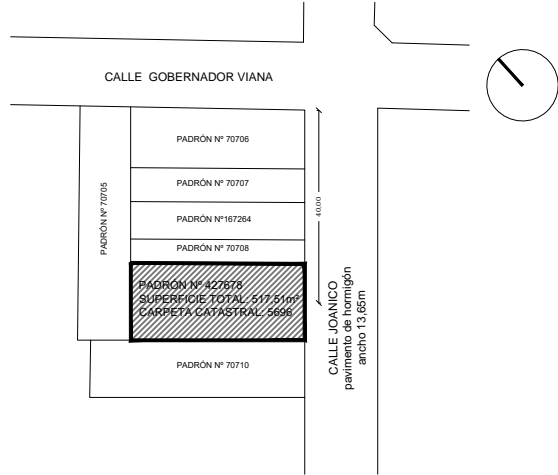 CALLE GOBERNADOR VIANA
PADRÓN Nº 70706
PADRÓN Nº 70707
PADRÓN Nº167264
PADRÓN Nº 70708
PADRÓN Nº 70705
PADRÓN Nº 427678
SUPERFICIE TOTAL: 517,51m²
CARPETA CATASTRAL: 5696
PADRÓN Nº 70710
40,00
CALLE JOANICO
pavimento de hormigón
ancho 13,65m